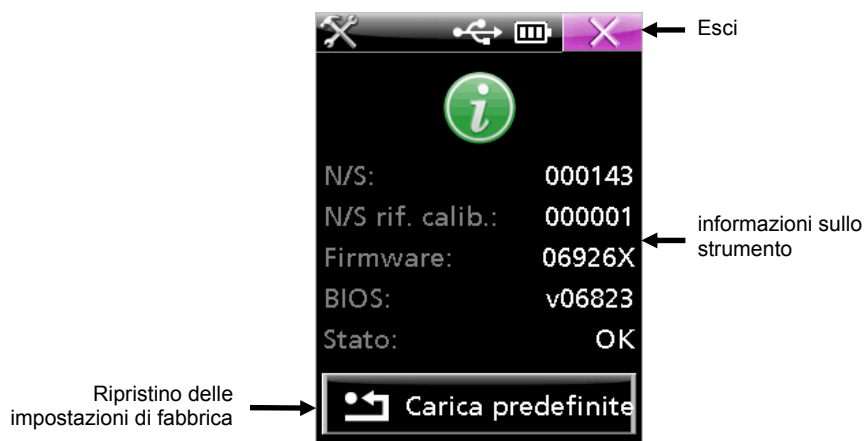 Esci
N/S: 000143
N/S rif. calib.: 000001
Firmware: 06926X
BIOS: v06823
Stato: OK
informazioni sullo
strumento
Carica predefinite
Ripristino delle
impostazioni di fabbrica